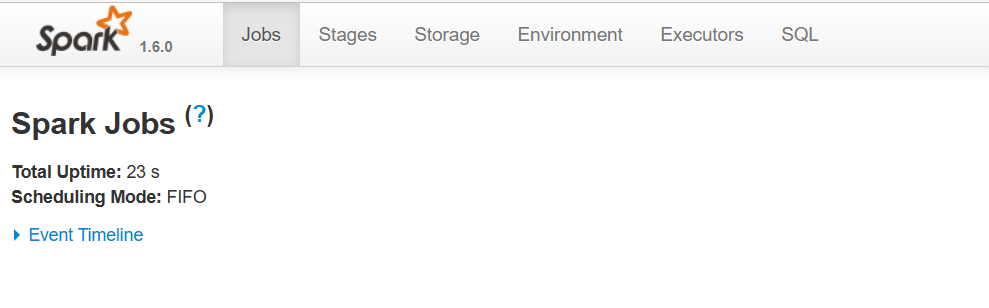 Spark 1.6.0 Jobs Stages Storage Environment Executors SQL
Spark Jobs (?)
Total Uptime: 23 s
Scheduling Mode: FIFO
Event Timeline